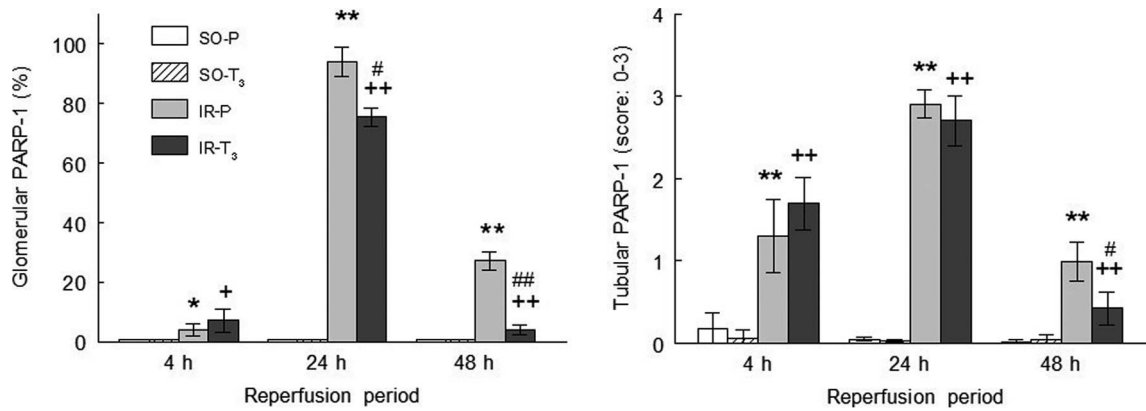 Glomerular PARP-1 (%)
100
80
60
40
20
0
SO-P
SO-T3
IR-P
IR-T3
**
#
++
*
+
**
##
++
4 h
24 h
48 h
Reperfusion period
Tubular PARP-1 (score: 0-3)
4
3
2
1
0
**
++
**
++
**
#
++
4 h
24 h
48 h
Reperfusion period